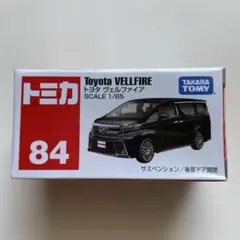 トミカ
84
Toyota VELLFIRE
トヨタ ヴェルファイア
SCALE 1/65
TAKARA
TOMY
サスペンション／後部ドア開閉